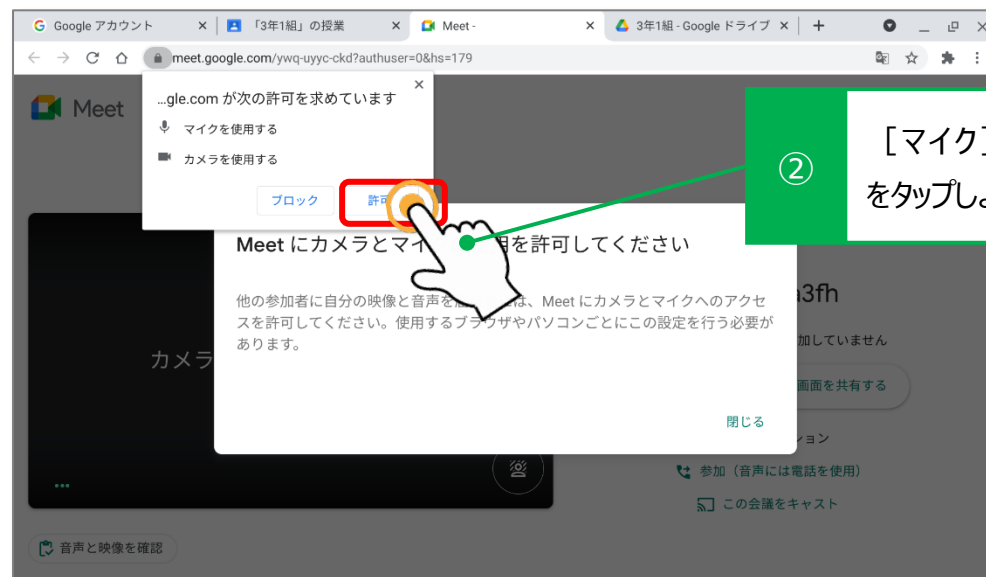 Google アカウント
「3年1組」の授業
Meet -
3年1組 - Google ドライブ
meet.google.com/ywq-uyyc-ckd?authuser=0&hs=179
Meet
...gle.com が次の許可を求めています
マイクを使用する
カメラを使用する
ブロック
許可
②
[マイク]
をタップしよ
Meet にカメラとマイ 用を許可してください
他の参加者に自分の映像と音声を には、Meet にカメラとマイクへのアクセ
スを許可してください。使用するブラウザやパソコンごとにこの設定を行う必要が
あります。
閉じる
a3fh
加していません
画面を共有する
カメラ
ション
参加(音声には電話を使用)
この会議をキャスト
音声と映像を確認